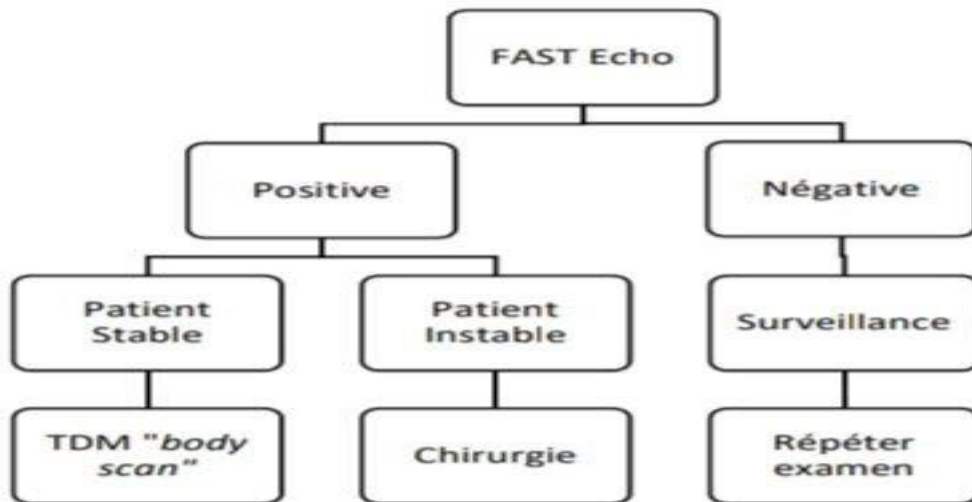 FAST Echo
Positive
Négative
Patient
Stable
Patient
Instable
Surveillance
TDM "body
scan"
Chirurgie
Répéter
examen